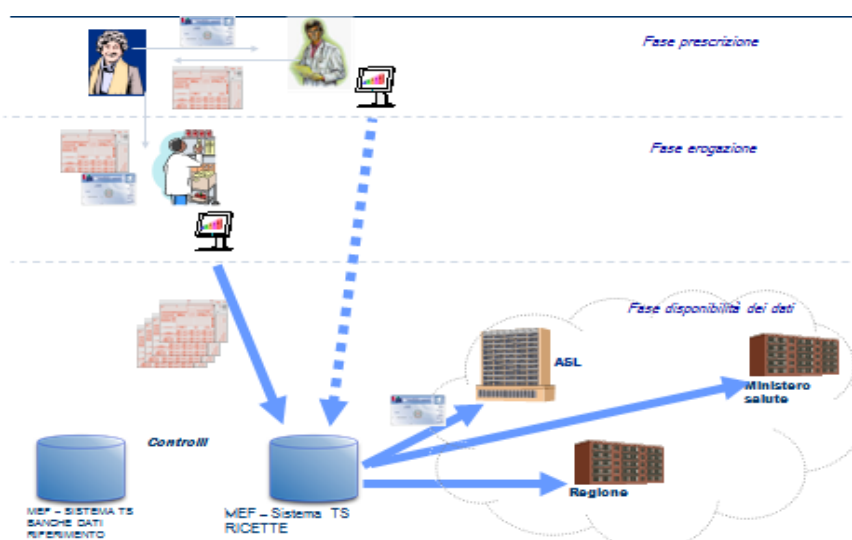 Fase prescrizione
Fase erogazione
Fase disponibilità dei dati
ASL
Ministero
salute
Controlli
Regione
MEF – SISTEMA TS
BANCHE DATI
RIFERIMENTO
MEF – Sistema TS
RICETTE